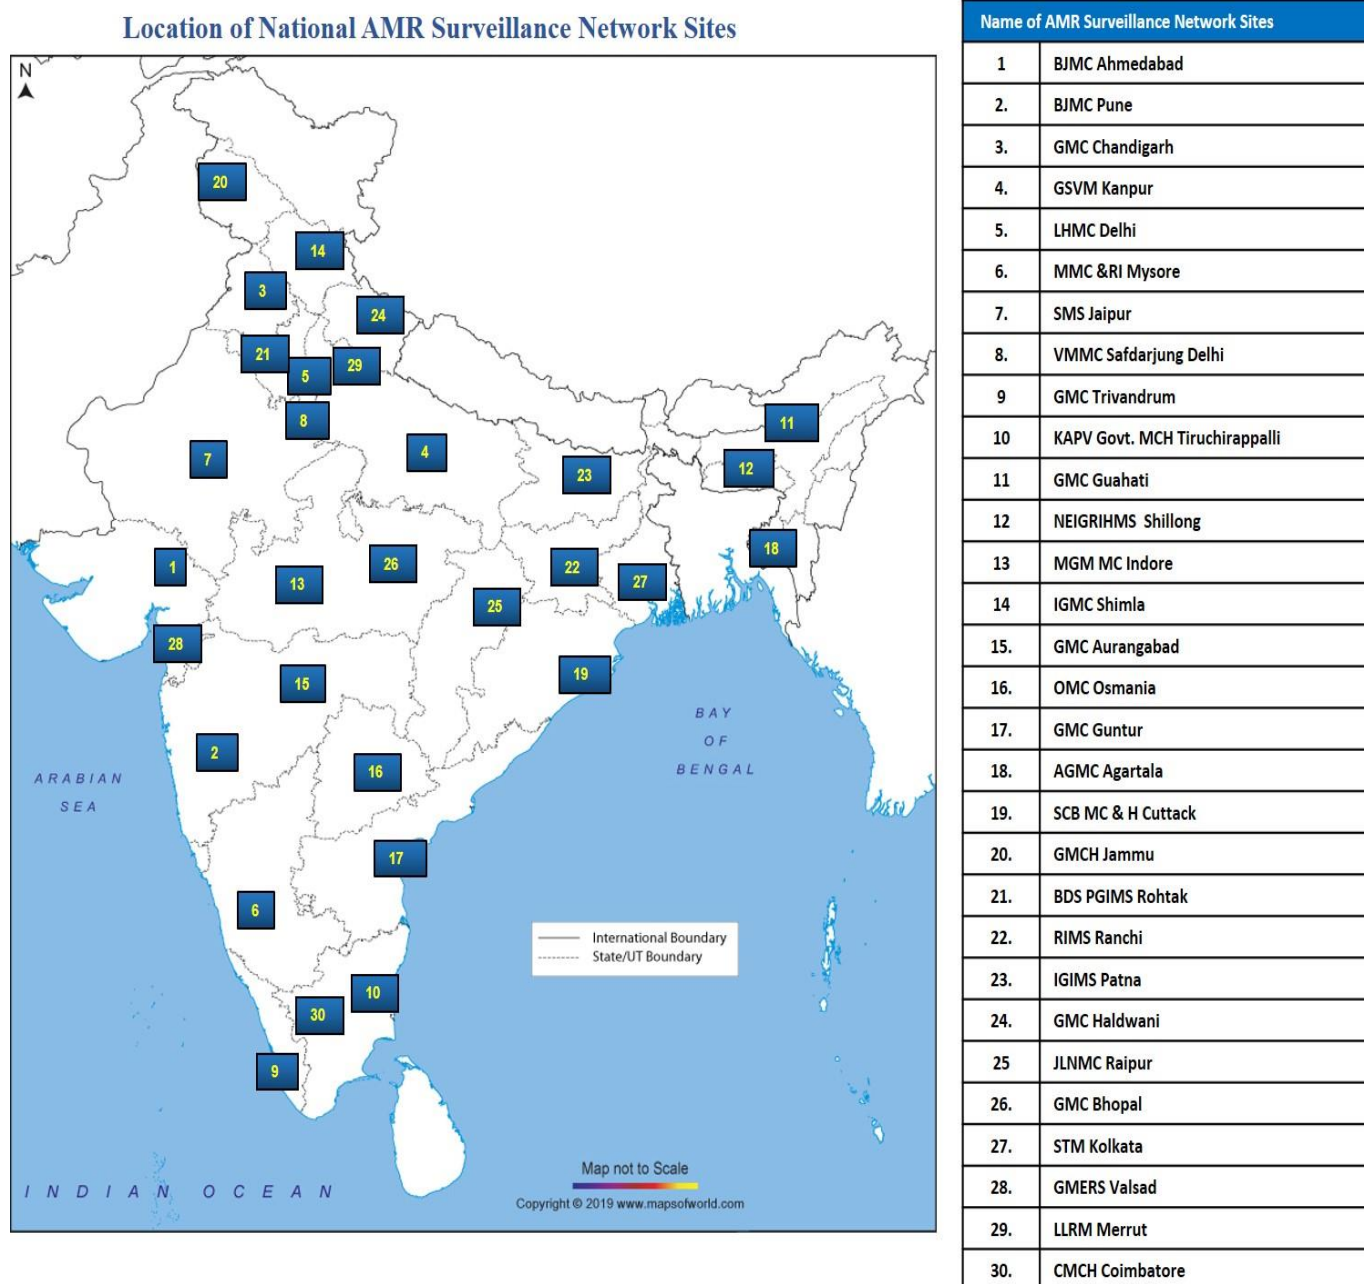 Location of National AMR Surveillance Network Sites
N
20
14
3
24
21
29
5
8
11
7
4
12
23
18
1
26
22
13
27
25
28
19
15
BAY
OF
BENGAL
2
16
ARABIAN
SEA
17
6
International Boundary
State/UT Boundary
10
30
9
Map not to Scale
INDIAN OCEAN
Copyright © 2019 www.mapsofworld.com
Name of AMR Surveillance Network Sites
1 BJMC Ahmedabad
2. BJMC Pune
3. GMC Chandigarh
4. GSVM Kanpur
5. LHMC Delhi
6. MMC &RI Mysore
7. SMS Jaipur
8. VMMC Safdarjung Delhi
9 GMC Trivandrum
10 KAPV Govt. MCH Tiruchirappalli
11 GMC Guahati
12 NEIGRIHMS Shillong
13 MGM MC Indore
14 IGMC Shimla
15. GMC Aurangabad
16. OMC Osmania
17. GMC Guntur
18. AGMC Agartala
19. SCB MC & H Cuttack
20. GMCH Jammu
21. BDS PGIMS Rohtak
22. RIMS Ranchi
23. IGIMS Patna
24. GMC Haldwani
25 JLNMC Raipur
26. GMC Bhopal
27. STM Kolkata
28. GMERS Valsad
29. LLRM Merrut
30. CMCH Coimbatore